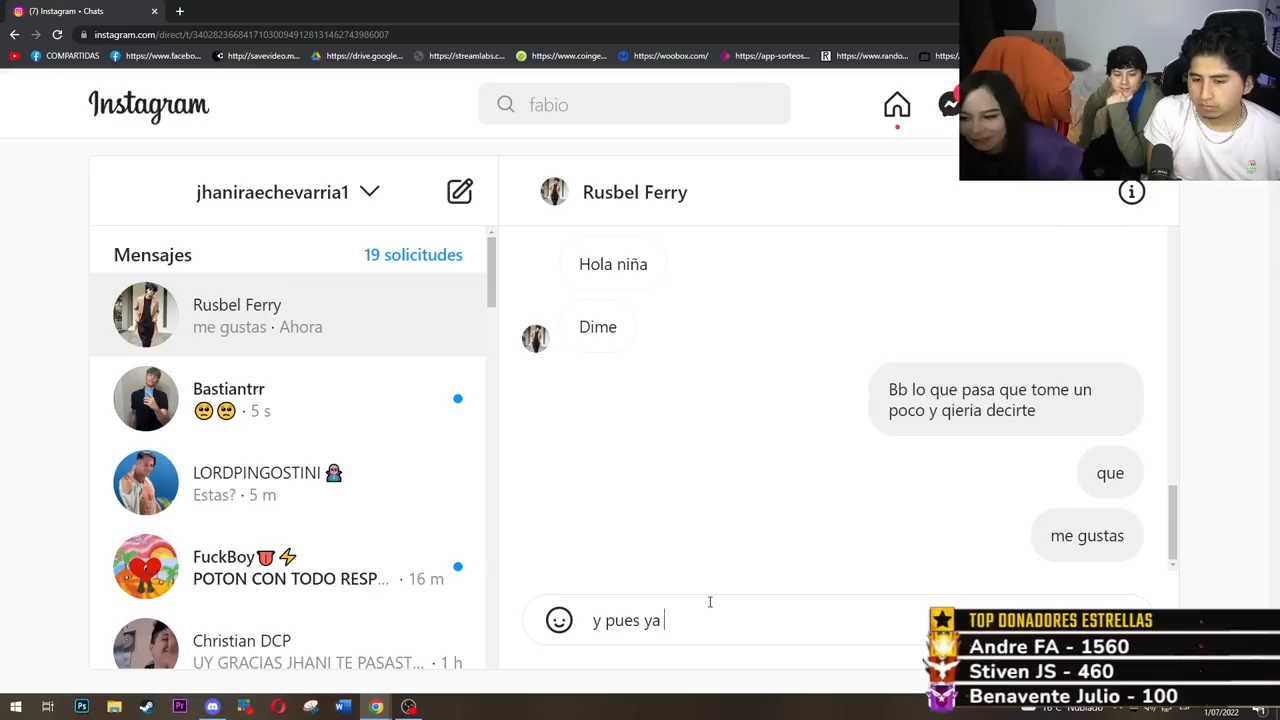 (7) Instagram • Chats
instagram.com/direct/t/340282366841710300949128131462743986007
COMPARTIDAS
https://www.facebo...
https://savevideo.m...
https://drive.google...
https://streamlabs.c...
https://www.coinge...
https://woobox.com/
https://app-sorteos...
https://www.rando...
Instagram
fabio
jhaniraechevarria1
Rusbel Ferry
Mensajes
19 solicitudes
Rusbel Ferry
me gustas · Ahora
Bastiantrr
🥺🥺 · 5 s
LORDPINGOSTINI
Estas? · 5 m
FuckBoy👅⚡
POTON CON TODO RESP... · 16 m
Christian DCP
UY GRACIAS JHANI TE PASAST... · 1 h
Hola niña
Dime
Bb lo que pasa que tome un
poco y qieria decirte
que
me gustas
y pues ya
TOP DONADORES ESTRELLAS
Andre FA - 1560
Stiven JS - 460
Benavente Julio - 100
1/07/2022